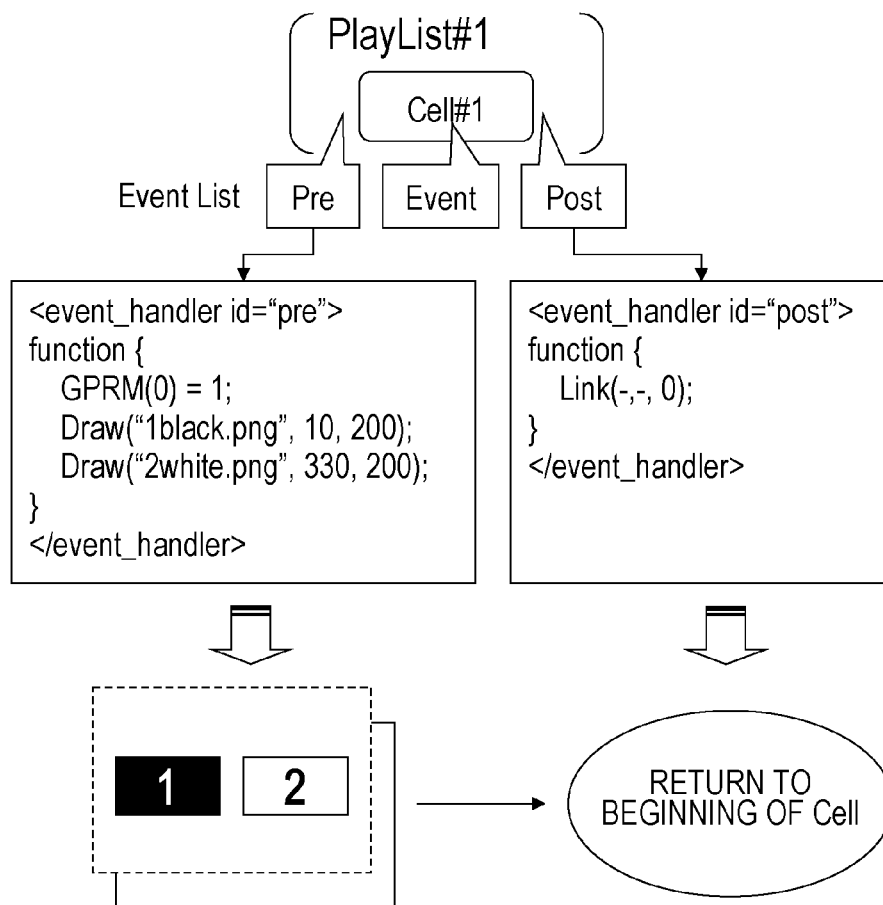 PlayList#1
Cell#1
Event List
Pre
Event
Post
<event_handler id=“pre”>
function {
GPRM(0) = 1;
Draw(“1black.png”, 10, 200);
Draw(“2white.png”, 330, 200);
}
</event_handler>
<event_handler id=“post”>
function {
Link(-,-, 0);
}
</event_handler>
1
2
RETURN TO
BEGINNING OF Cell